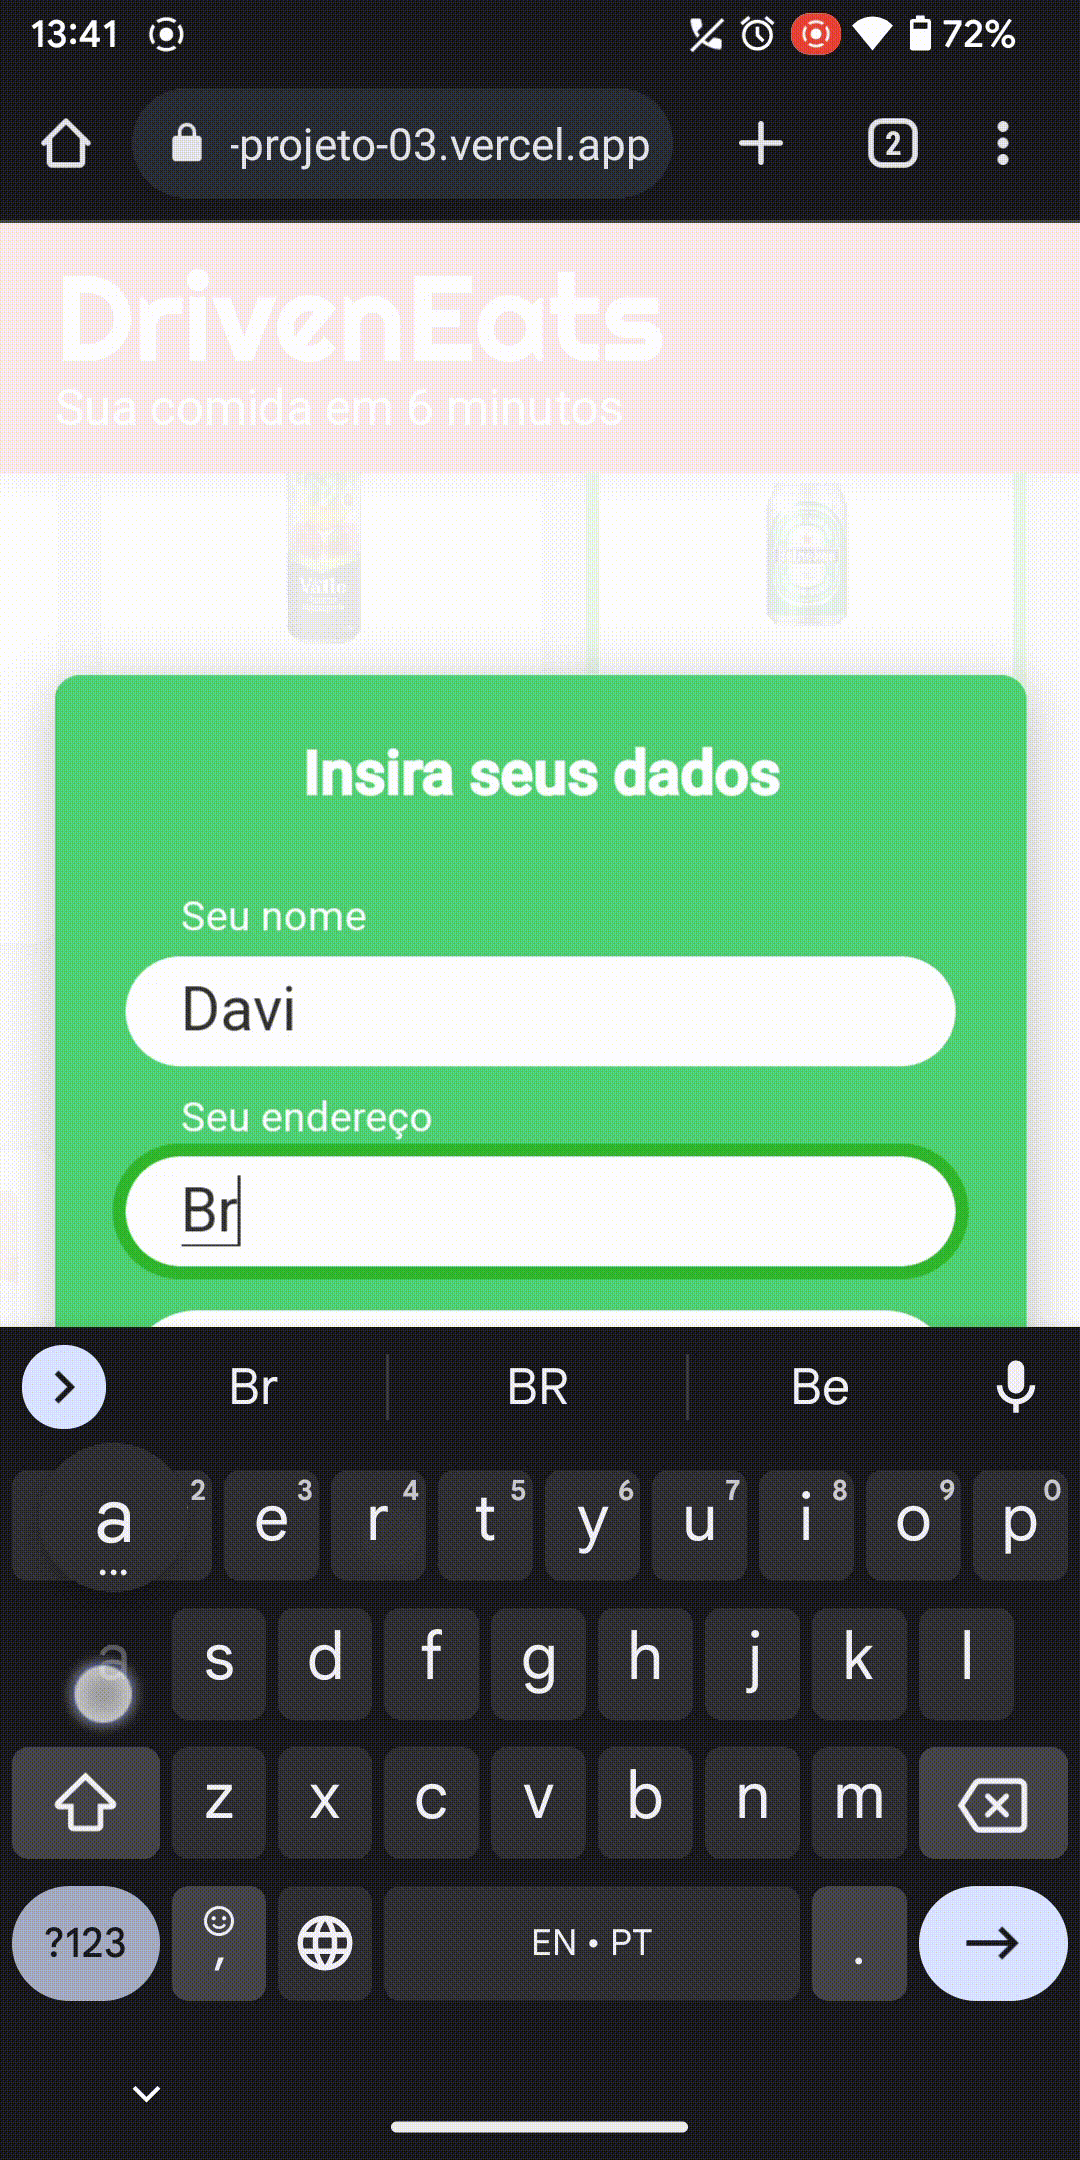 13:41 72%
-projeto-03.vercel.app 2
DrivenEats
Sua comida em 6 minutos
Insira seus dados
Seu nome
Davi
Seu endereço
Br
Br BR Be
a 2 e 3 r 4 t 5 y 6 u 7 i 8 o 9 p 0
a s d f g h j k l
z x c v b n m
?123 , EN • PT .